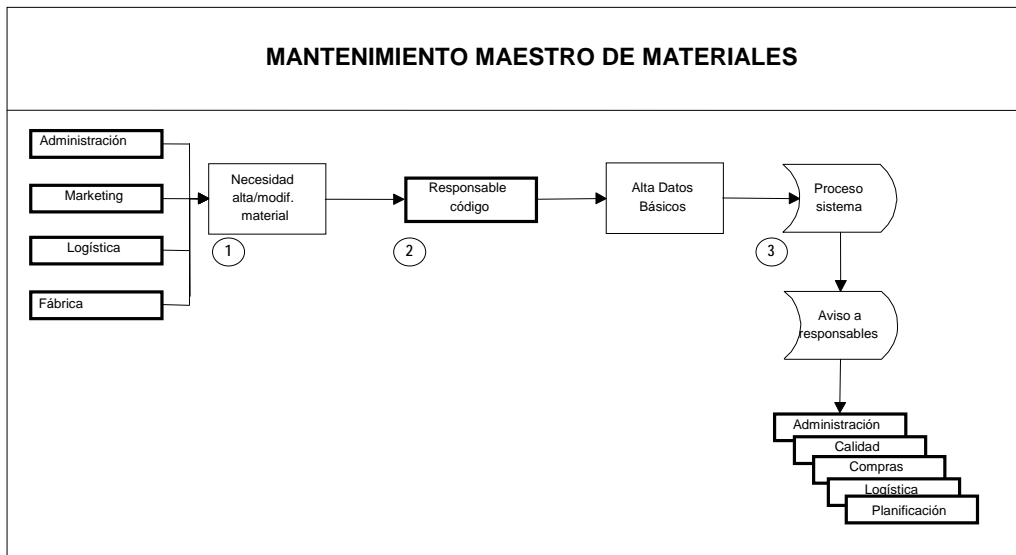 MANTENIMIENTO MAESTRO DE MATERIALES
Administración
Marketing
Logística
Fábrica
Necesidad
alta/modif.
material
1
Responsable
código
2
Alta Datos
Básicos
Proceso
sistema
3
Aviso a
responsables
Administración
Calidad
Compras
Logística
Planificación